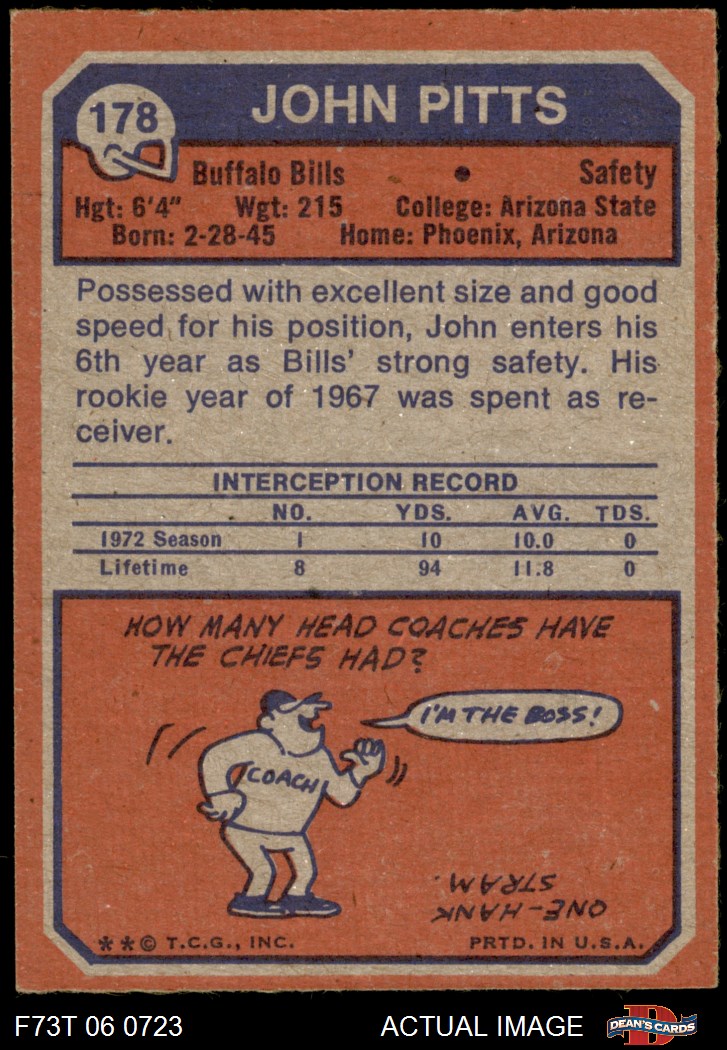 178
JOHN PITTS
Buffalo Bills • Safety
Hgt: 6'4" Wgt: 215 College: Arizona State
Born: 2-28-45 Home: Phoenix, Arizona
Possessed with excellent size and good
speed for his position, John enters his
6th year as Bills' strong safety. His
rookie year of 1967 was spent as re-
ceiver.
INTERCEPTION RECORD
NO. YDS. AVG. TDS.
1972 Season 1 10 10.0 0
Lifetime 8 94 11.8 0
HOW MANY HEAD COACHES HAVE
THE CHIEFS HAD?
I'M THE BOSS!
COACH
ONE-HANK
STRAM.
**© T.C.G., INC. PRTD. IN U.S.A.
F73T 06 0723 ACTUAL IMAGE
D
DEAN'S CARDS